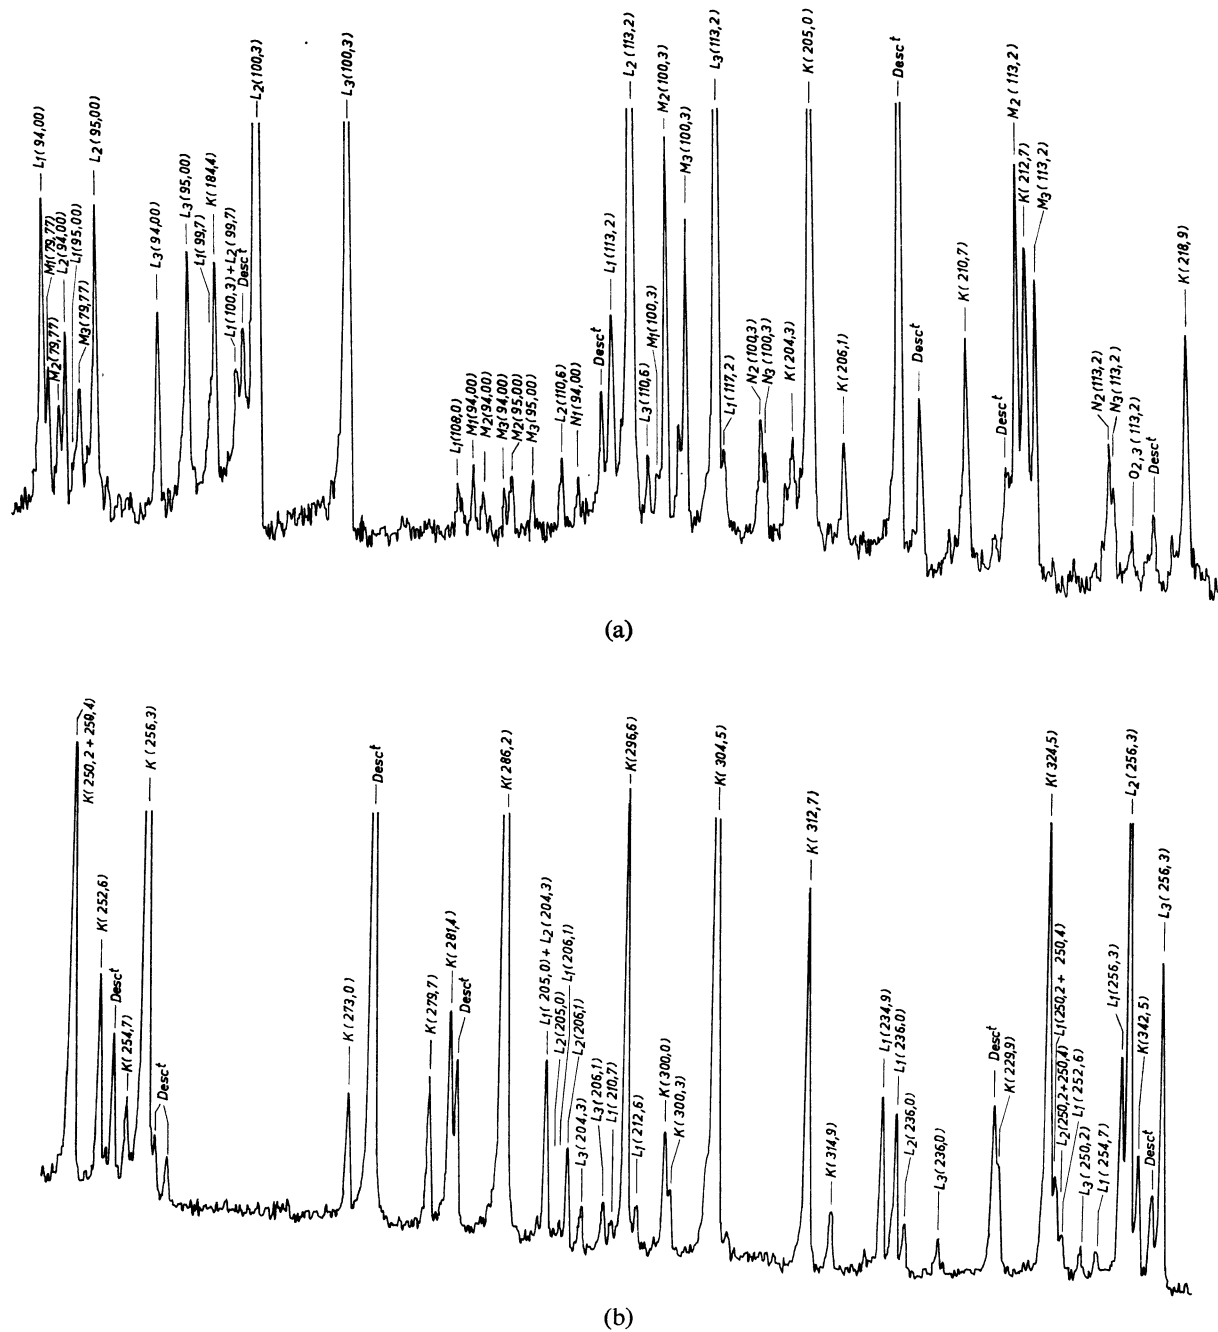 L1(94,00)
M1(79,77)
M2(79,77)
L2(94,00)
L1(95,00)
M3(79,77)
L2(95,00)
L3(94,00)
L3(95,00)
L1(99,7)
K(184,4)
L1(100,3)+L2(99,7)
Desct
L2(100,3)
L3(100,3)
L1(108,0)
M1(94,00)
M2(94,00)
M3(94,00)
M2(95,00)
M3(95,00)
L2(110,6)
N1(94,00)
Desct
L1(113,2)
L2(113,2)
L3(110,6)
M1(100,3)
M2(100,3)
M3(100,3)
L3(113,2)
L1(117,2)
N2(100,3)
N3(100,3)
K(204,3)
K(205,0)
K(206,1)
Desct
Desct
K(210,7)
Desct
M2(113,2)
K(212,7)
M3(113,2)
N2(113,2)
N3(113,2)
O2,3(113,2)
Desct
K(218,9)
(a)
K(250,2+250,4)
K(252,6)
Desct
K(254,7)
K(256,3)
Desct
K(273,0)
Desct
K(279,7)
K(281,4)
Desct
K(286,2)
L1(205,0)+L2(204,3)
L2(205,0)
L1(206,1)
L2(206,1)
L3(204,3)
L3(206,1)
L1(210,7)
K(296,6)
L1(212,6)
K(300,0)
K(300,3)
K(304,5)
K(312,7)
K(314,9)
L1(234,9)
L1(236,0)
L2(236,0)
L3(236,0)
Desct
K(229,9)
K(324,5)
L1(250,2+250,4)
L2(250,2+250,4)
L1(252,6)
L3(250,2)
L1(254,7)
L1(256,3)
L2(256,3)
K(342,5)
Desct
L3(256,3)
(b)